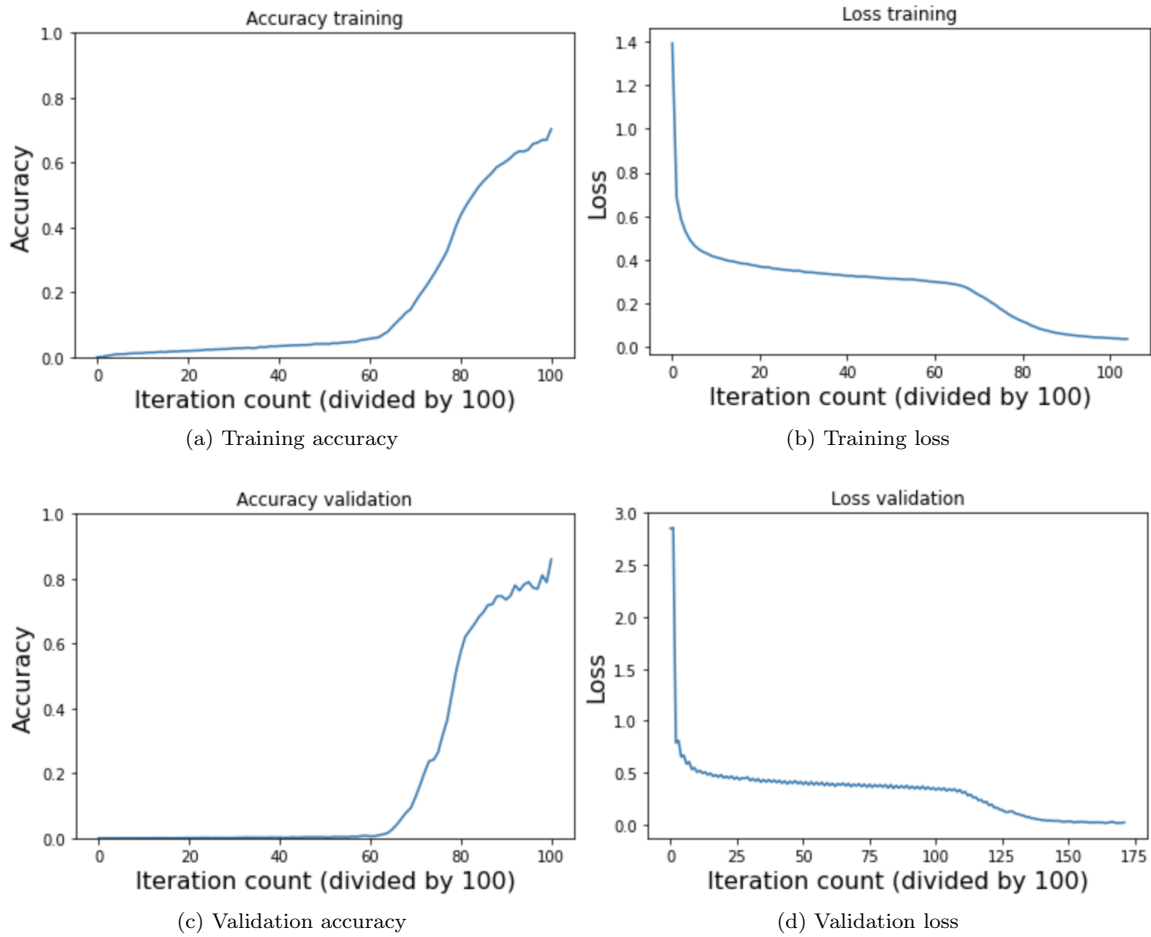 Accuracy training
1.0
0.8
0.6
0.4
0.2
0.0
Accuracy
0 20 40 60 80 100
Iteration count (divided by 100)
(a) Training accuracy
Loss training
1.4
1.2
1.0
0.8
0.6
0.4
0.2
0.0
Loss
0 20 40 60 80 100
Iteration count (divided by 100)
(b) Training loss
Accuracy validation
1.0
0.8
0.6
0.4
0.2
0.0
Accuracy
0 20 40 60 80 100
Iteration count (divided by 100)
(c) Validation accuracy
Loss validation
3.0
2.5
2.0
1.5
1.0
0.5
0.0
Loss
0 25 50 75 100 125 150 175
Iteration count (divided by 100)
(d) Validation loss